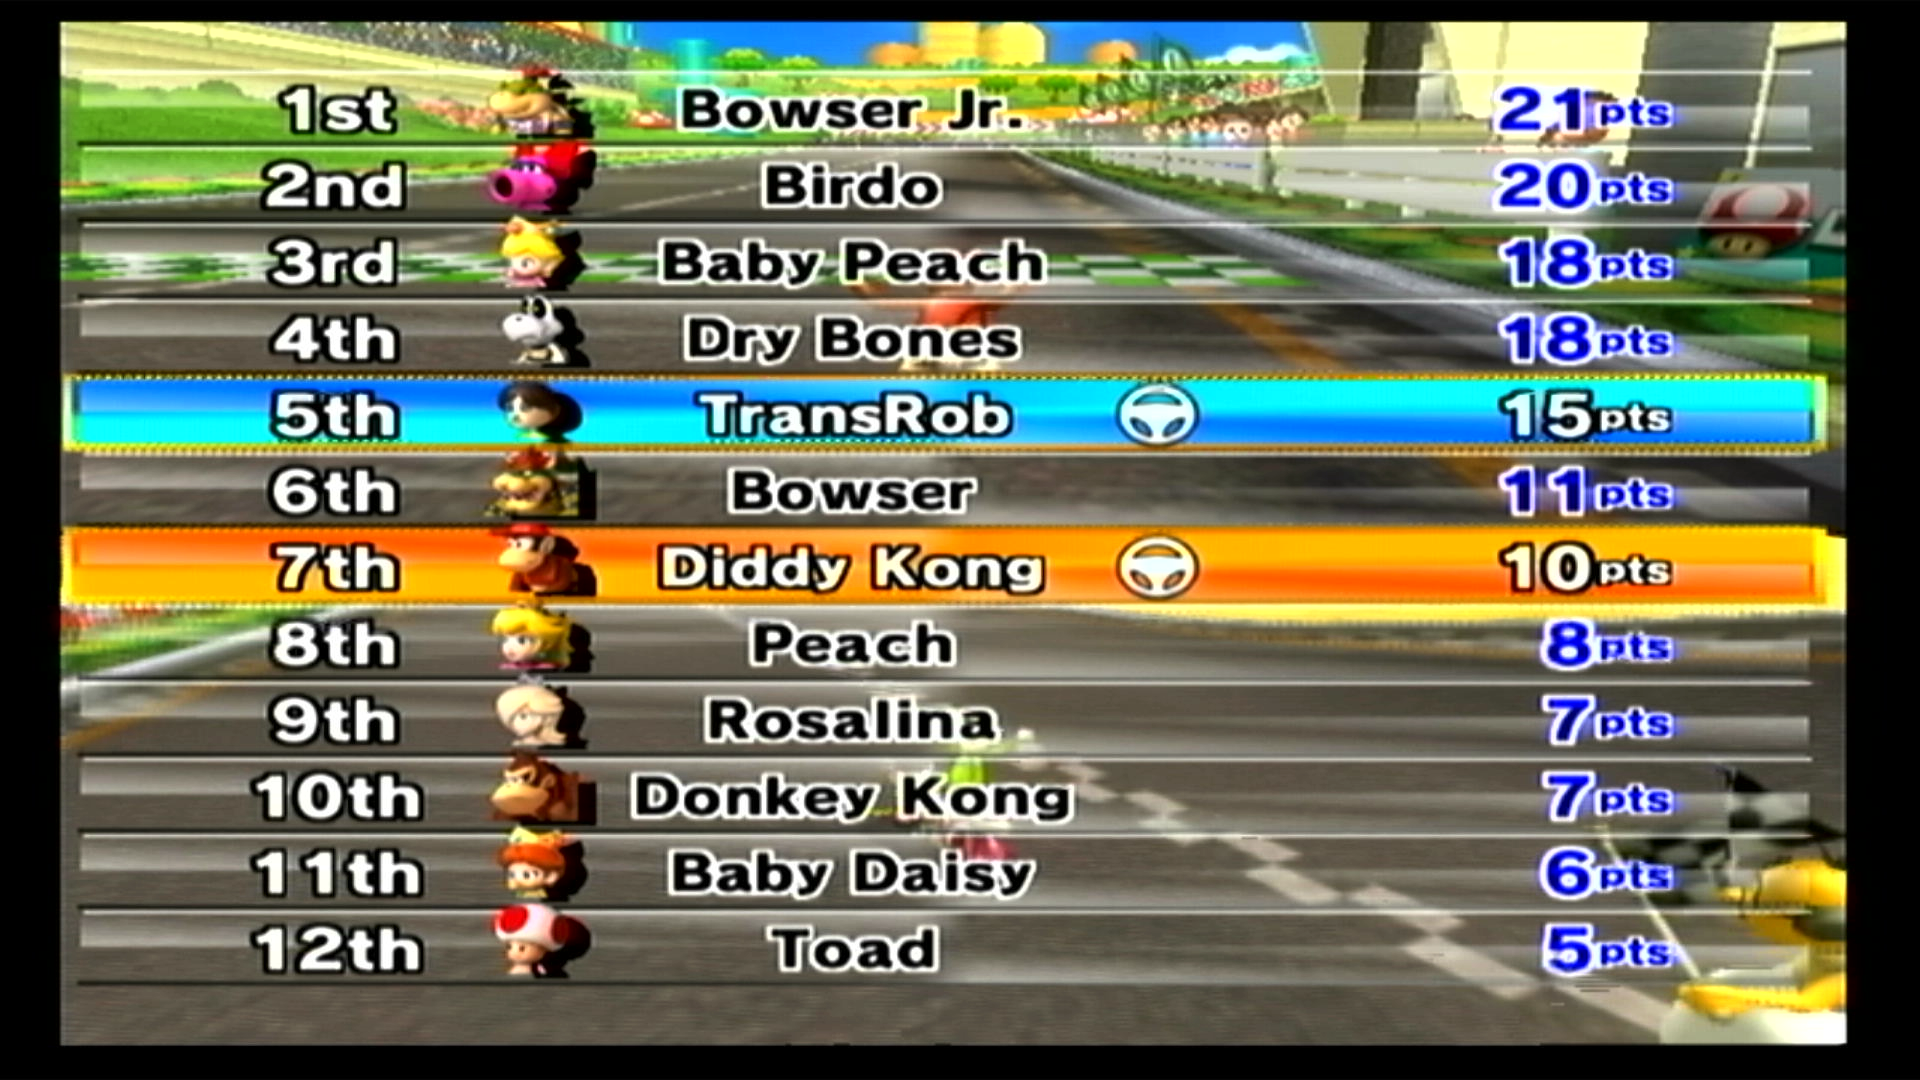 1st Bowser Jr. 21pts
2nd Birdo 20pts
3rd Baby Peach 18pts
4th Dry Bones 18pts
5th TransRob 15pts
6th Bowser 11pts
7th Diddy Kong 10pts
8th Peach 8pts
9th Rosalina 7pts
10th Donkey Kong 7pts
11th Baby Daisy 6pts
12th Toad 5pts